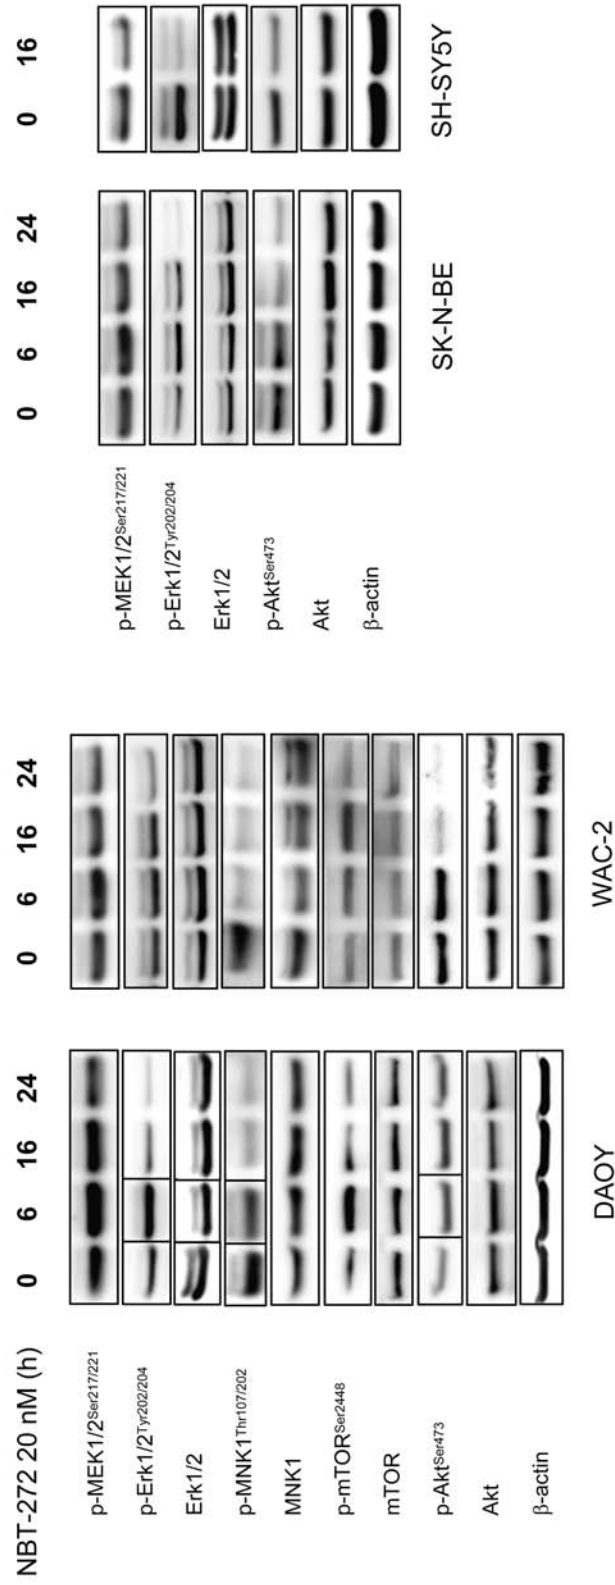 NBT-272 20 nM (h)
0 6 16 24 0 6 16 24 0 6 16 24 0 16
p-MEK1/2Ser217/221
p-Erk1/2Tyr202/204
Erk1/2
p-MNK1Thr107/202
MNK1
p-mTORSer2448
mTOR
p-AktSer473
Akt
β-actin
DAOY
WAC-2
p-MEK1/2Ser217/221
p-Erk1/2Tyr202/204
Erk1/2
p-AktSer473
Akt
β-actin
SK-N-BE
SH-SY5Y